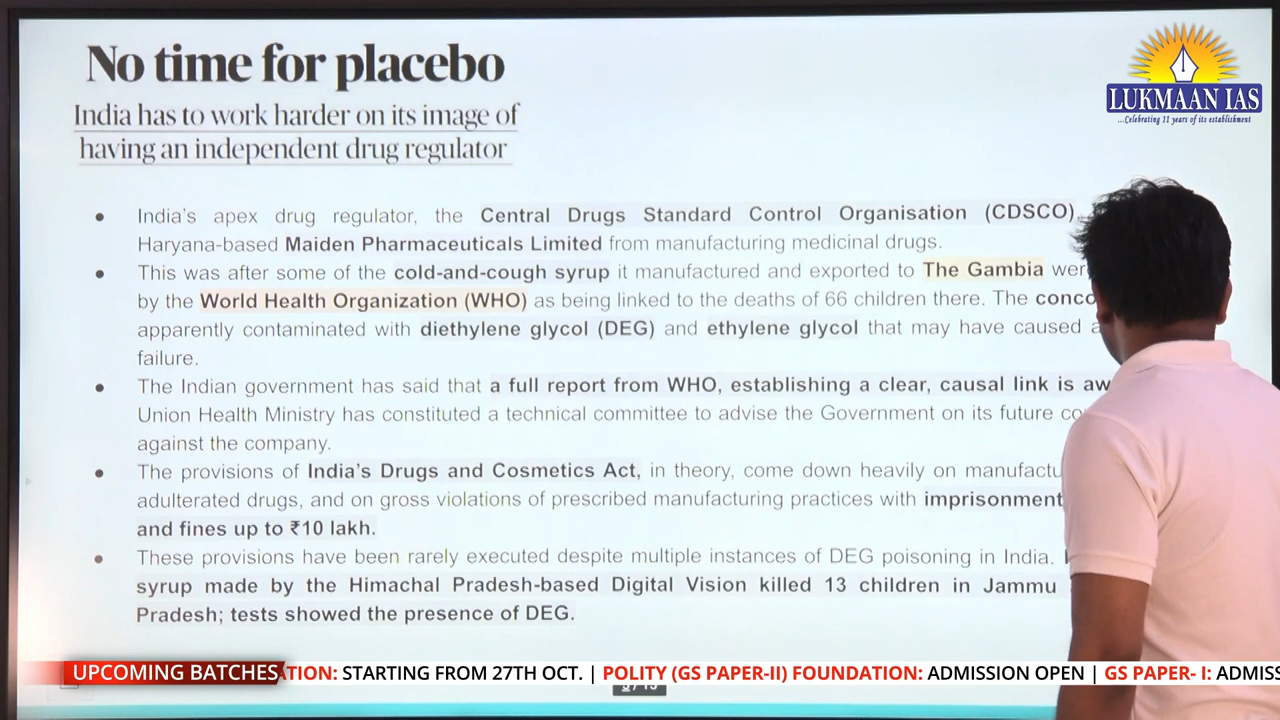 No time for placebo
India has to work harder on its image of
having an independent drug regulator
LUKMAAN IAS
...Celebrating 11 years of its establishment
• India's apex drug regulator, the Central Drugs Standard Control Organisation (CDSCO),
Haryana-based Maiden Pharmaceuticals Limited from manufacturing medicinal drugs.
• This was after some of the cold-and-cough syrup it manufactured and exported to The Gambia
by the World Health Organization (WHO) as being linked to the deaths of 66 children there. The
apparently contaminated with diethylene glycol (DEG) and ethylene glycol that may have caused
failure.
• The Indian government has said that a full report from WHO, establishing a clear, causal link is
Union Health Ministry has constituted a technical committee to advise the Government on its future
against the company.
• The provisions of India's Drugs and Cosmetics Act, in theory, come down heavily on
adulterated drugs, and on gross violations of prescribed manufacturing practices with imprisonment
and fines up to ₹10 lakh.
• These provisions have been rarely executed despite multiple instances of DEG poisoning in India.
syrup made by the Himachal Pradesh-based Digital Vision killed 13 children in Jammu
Pradesh; tests showed the presence of DEG.
UPCOMING BATCHES TION: STARTING FROM 27TH OCT. | POLITY (GS PAPER-II) FOUNDATION: ADMISSION OPEN | GS PAPER- I: ADMISS